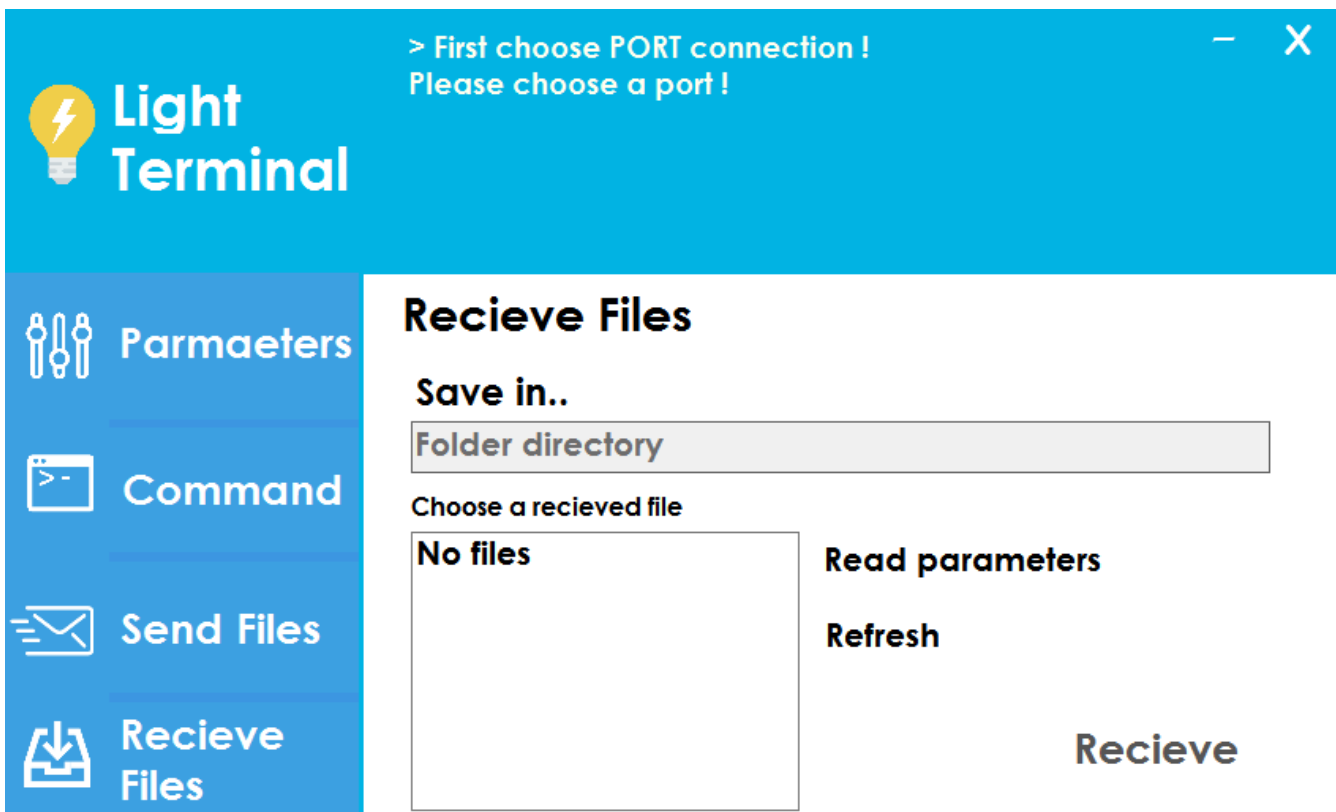 > First choose PORT connection !
Please choose a port !
– X
Light
Terminal
Parmaeters
Command
Send Files
Recieve
Files
Recieve Files
Save in..
Folder directory
Choose a recieved file
No files
Read parameters
Refresh
Recieve